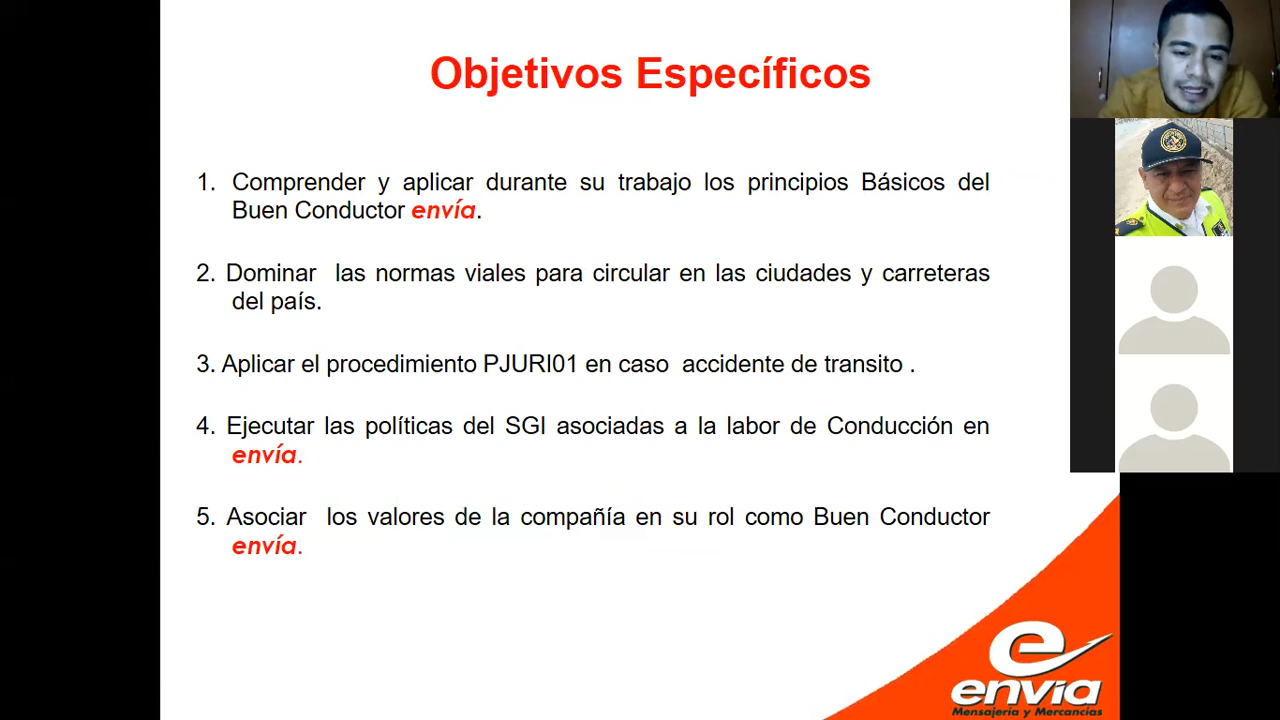 Objetivos Específicos
1. Comprender y aplicar durante su trabajo los principios Básicos del
Buen Conductor envía.
2. Dominar las normas viales para circular en las ciudades y carreteras
del país.
3. Aplicar el procedimiento PJURI01 en caso accidente de transito .
4. Ejecutar las políticas del SGI asociadas a la labor de Conducción en
envía.
5. Asociar los valores de la compañía en su rol como Buen Conductor
envía.
e
envía
Mensajería y Mercancías